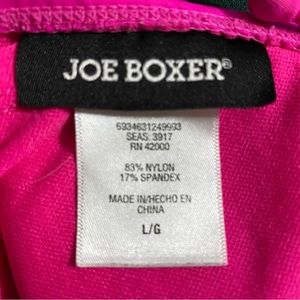 JOE BOXER®
6934631249993
SEAS. 3917
RN 42000
83% NYLON
17% SPANDEX
MADE IN/HECHO EN
CHINA
L/G